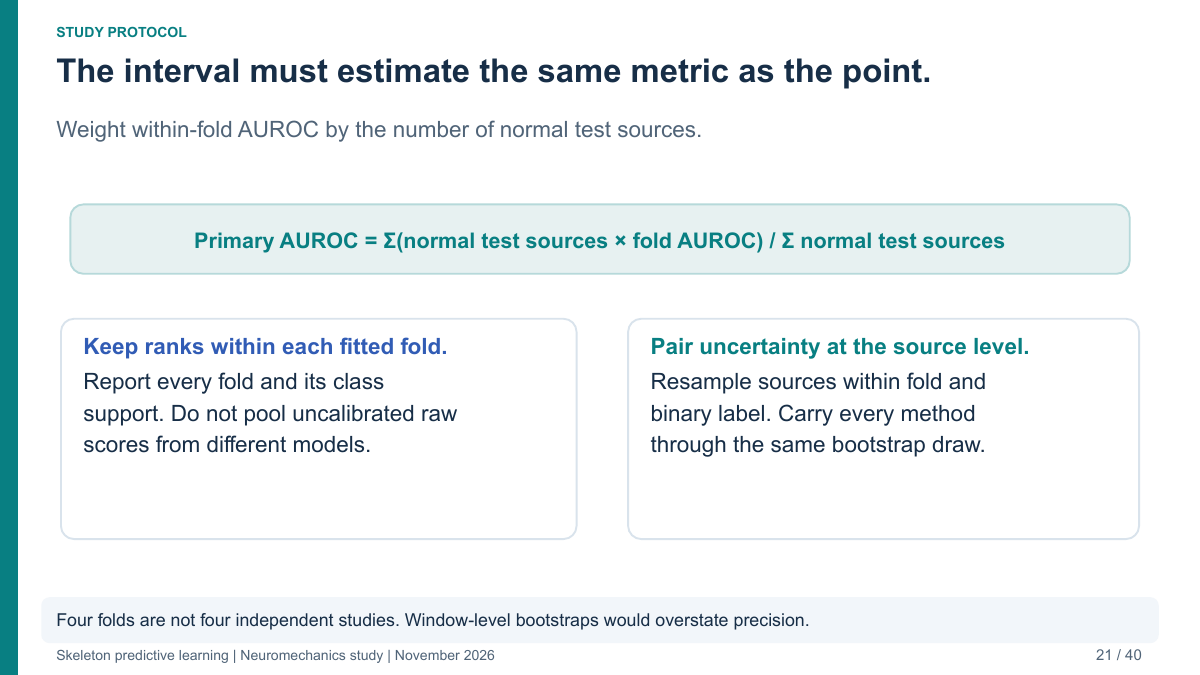 STUDY PROTOCOL
The interval must estimate the same metric as the point.
Weight within-fold AUROC by the number of normal test sources.
Primary AUROC = Σ(normal test sources × fold AUROC) / Σ normal test sources
Keep ranks within each fitted fold.
Report every fold and its class
support. Do not pool uncalibrated raw
scores from different models.
Pair uncertainty at the source level.
Resample sources within fold and
binary label. Carry every method
through the same bootstrap draw.
Four folds are not four independent studies. Window-level bootstraps would overstate precision.
Skeleton predictive learning | Neuromechanics study | November 2026
21 / 40